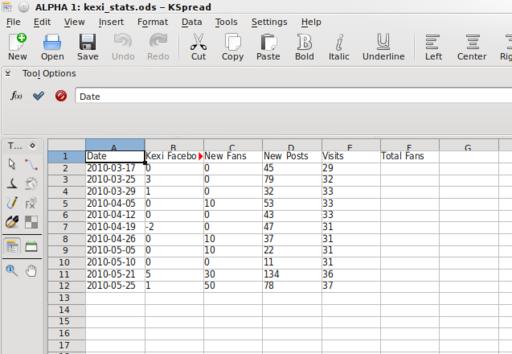 ALPHA 1: kexi_stats.ods – KSpread
File Edit View Insert Format Data Tools Settings Help
New Open Save Undo Redo Cut Copy Paste Bold Italic Underline Left Center
Tool Options
f(x) Date
T...
A B C D E F G
1 Date Kexi Facebo New Fans New Posts Visits Total Fans
2 2010-03-17 0 0 45 29
3 2010-03-25 3 0 79 32
4 2010-03-29 1 0 32 33
5 2010-04-05 0 10 53 33
6 2010-04-12 0 0 43 33
7 2010-04-19 -2 0 47 31
8 2010-04-26 0 10 37 31
9 2010-05-05 0 10 22 31
10 2010-05-10 0 0 11 31
11 2010-05-21 5 30 134 36
12 2010-05-25 1 50 78 37
13
14
15
16
17